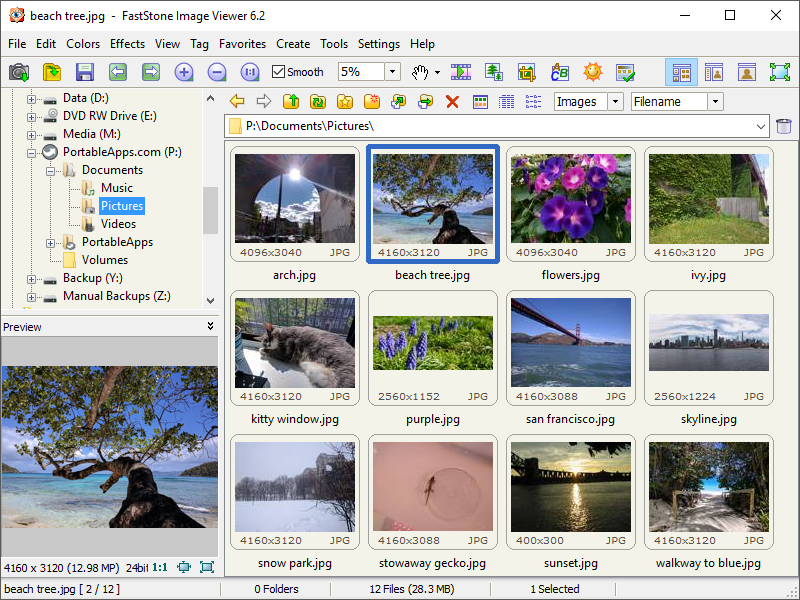 beach tree.jpg - FastStone Image Viewer 6.2
File Edit Colors Effects View Tag Favorites Create Tools Settings Help
1:1 Smooth 5% B
Images Filename
P:\Documents\Pictures\
Data (D:)
DVD RW Drive (E:)
Media (M:)
PortableApps.com (P:)
Documents
Music
Pictures
Videos
PortableApps
Volumes
Backup (Y:)
Manual Backups (Z:)
Preview
4160 x 3120 (12.98 MP) 24bit 1:1
4096x3040 JPG
arch.jpg
4160x3120 JPG
beach tree.jpg
4096x3040 JPG
flowers.jpg
4160x3120 JPG
ivy.jpg
4160x3120 JPG
kitty window.jpg
2560x1152 JPG
purple.jpg
4160x3088 JPG
san francisco.jpg
2560x1224 JPG
skyline.jpg
4160x3120 JPG
snow park.jpg
4160x3088 JPG
stowaway gecko.jpg
400x300 JPG
sunset.jpg
4160x3120 JPG
walkway to blue.jpg
beach tree.jpg [ 2 / 12 ] 0 Folders 12 Files (28.3 MB) 1 Selected